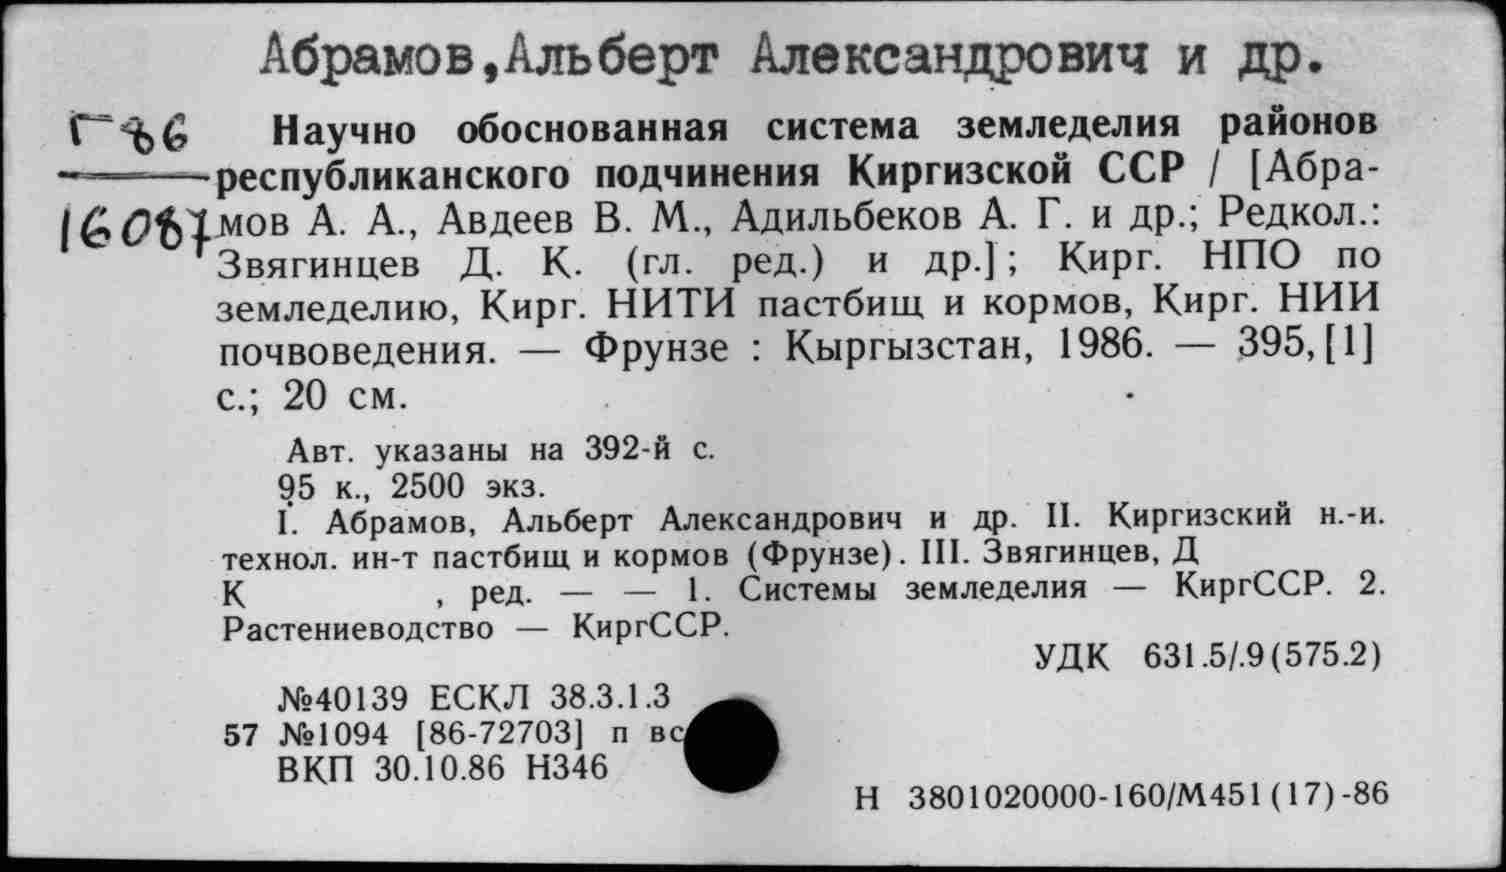 Абрамов,Альберт Александрович и др.
Научно обоснованная система земледелия районов
республиканского подчинения Киргизской ССР / [Абра-
мов А. А., Авдеев В. М., Адильбеков А. Г. и др.; Редкол.:
Звягинцев Д. К. (гл. ред.) и др.] ; Кирг. НПО по
земледелию, Кирг. НИТИ пастбищ и кормов, Кирг. НИИ
почвоведения. — Фрунзе : Кыргызстан, 1986. — 395, [1]
с.; 20 см.
Авт. указаны на 392-й с.
95 к., 2500 экз.
I. Абрамов, Альберт Александрович и др. II. Киргизский н.-и.
технол. ин-т пастбищ и кормов (Фрунзе). III. Звягинцев, Д
К , ред. — — 1. Системы земледелия — КиргССР. 2.
Растениеводство — КиргССР.
УДК 631.5/.9(575.2)
№40139 ЕСКЛ 38.3.1.3
57 №1094 [86-72703] п вс
ВКП 30.10.86 Н346
Н 3801020000-160/М451(17)-86